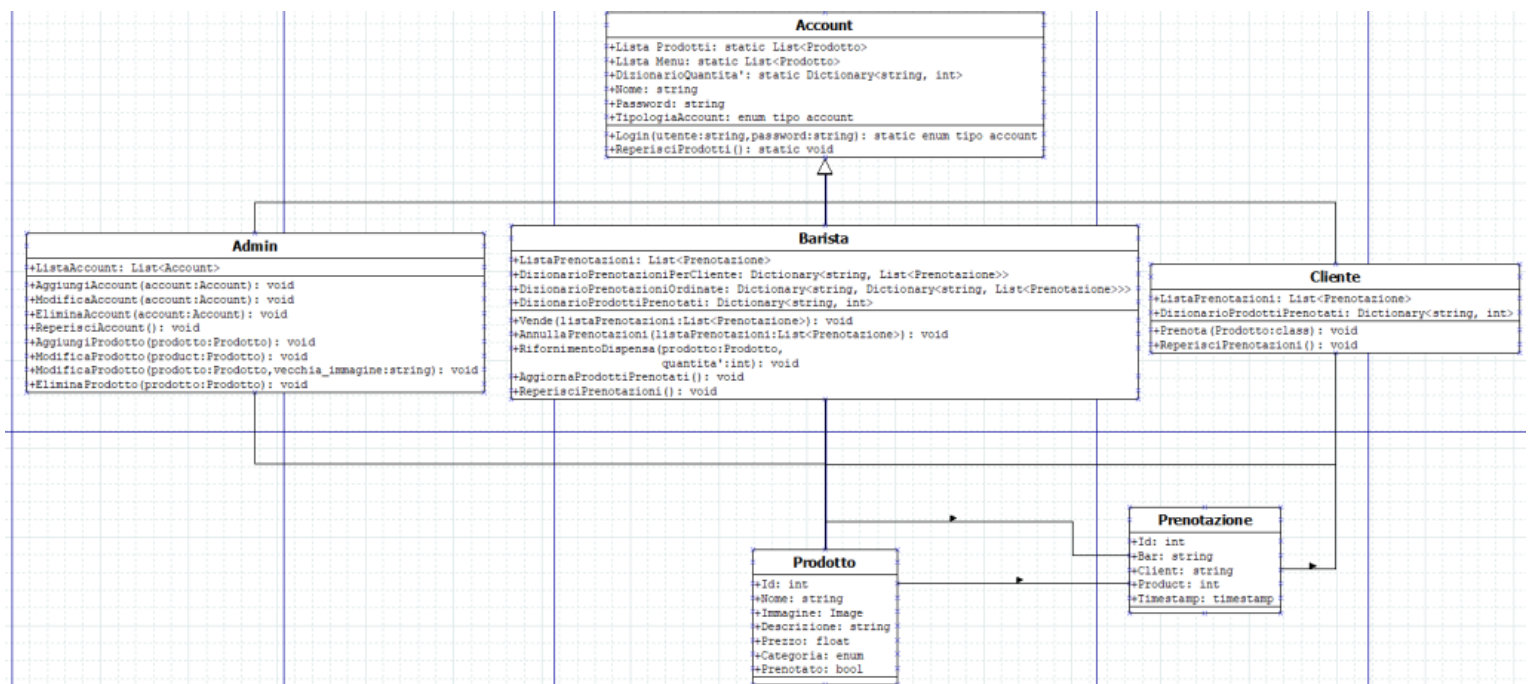 Account
+Lista Prodotti: static List<Prodotto>
+Lista Menu: static List<Prodotto>
+DizionarioQuantita': static Dictionary<string, int>
+Nome: string
+Password: string
+TipologiaAccount: enum tipo account
+Login(utente:string,password:string): static enum tipo account
+ReperisciProdotti(): static void
Admin
+ListaAccount: List<Account>
+AggiungiAccount(account:Account): void
+ModificaAccount(account:Account): void
+EliminaAccount(account:Account): void
+ReperisciAccount(): void
+AggiungiProdotto(prodotto:Prodotto): void
+ModificaProdotto(product:Prodotto): void
+ModificaProdotto(prodotto:Prodotto,vecchia_immagine:string): void
+EliminaProdotto(prodotto:Prodotto): void
Barista
+ListaPrenotazioni: List<Prenotazione>
+DizionarioPrenotazioniPerCliente: Dictionary<string, List<Prenotazione>>
+DizionarioPrenotazioniOrdinate: Dictionary<string, Dictionary<string, List<Prenotazione>>>
+DizionarioProdottiPrenotati: Dictionary<string, int>
+Vende(listaPrenotazioni:List<Prenotazione>): void
+AnnullaPrenotazioni(listaPrenotazioni:List<Prenotazione>): void
+RifornimentoDispensa(prodotto:Prodotto,
quantita':int): void
+AggiornaProdottiPrenotati(): void
+ReperisciPrenotazioni(): void
Cliente
+ListaPrenotazioni: List<Prenotazione>
+DizionarioProdottiPrenotati: Dictionary<string, int>
+Prenota(Prodotto:class): void
+ReperisciPrenotazioni(): void
Prodotto
+Id: int
+Nome: string
+Immagine: Image
+Descrizione: string
+Prezzo: float
+Categoria: enum
+Prenotato: bool
Prenotazione
+Id: int
+Bar: string
+Client: string
+Product: int
+Timestamp: timestamp